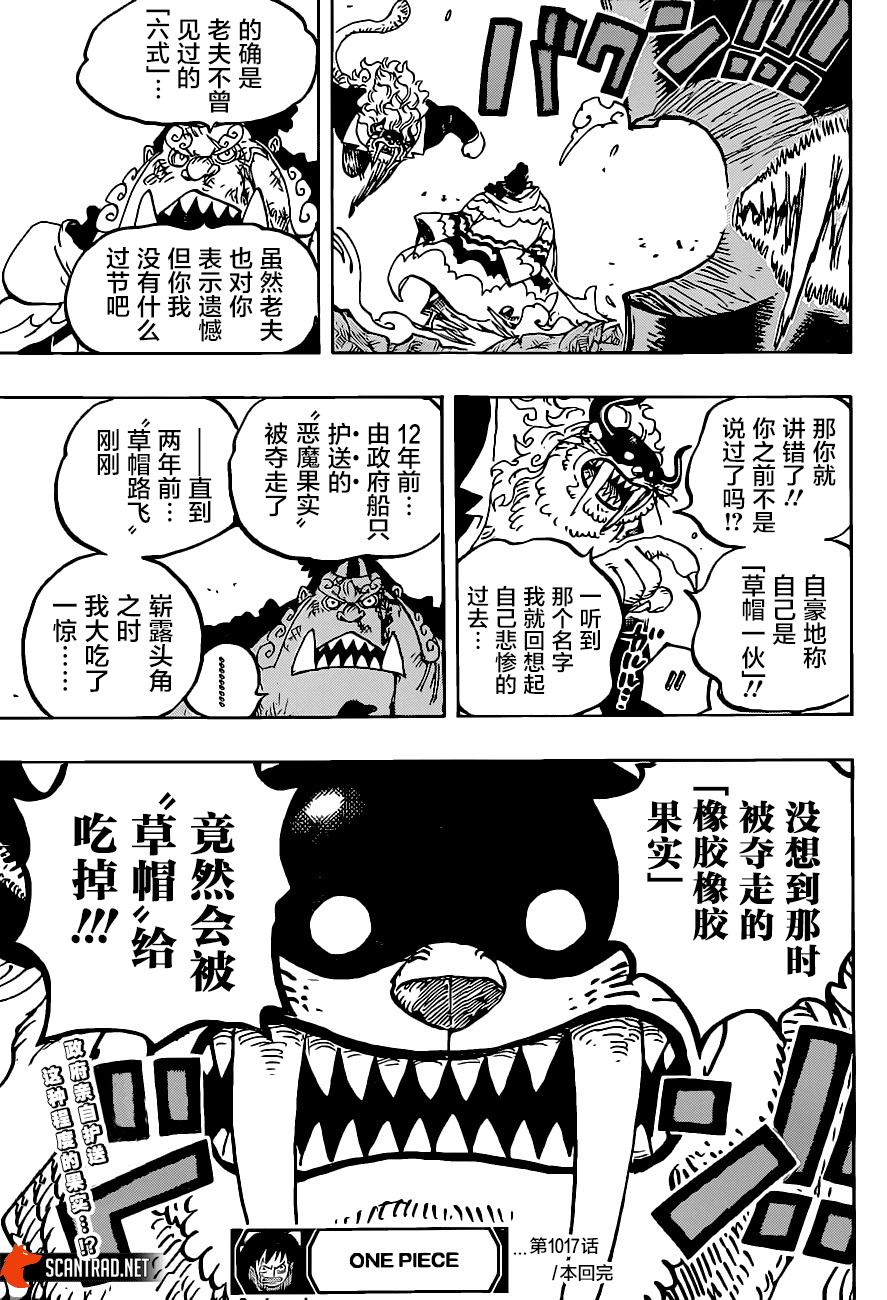 的确是
老夫不曾
见过的
「六式」…
虽然老夫
也对你
表示遗憾
但你我
没有什么
过节吧
那你就
讲错了!!
你之前不是
说过了吗!?
自豪地称
自己是
「草帽一伙」!!
一听到
那个名字
我就回想起
自己悲惨的
过去…
ガルルル…
12年前…
由政府船只
护送的
〝恶魔果实〞
被夺走了
——直到
两年前…
〝草帽路飞〞
刚刚
崭露头角
之时
我大吃了
一惊……
………
没想到那时
被夺走的
「橡胶橡胶
果实」
竟然会被
〝草帽〞给
吃掉!!!
政府亲自护送
这种程度的果实…!?
ONE PIECE
…第1017话
/本回完
SCANTRAD.NET